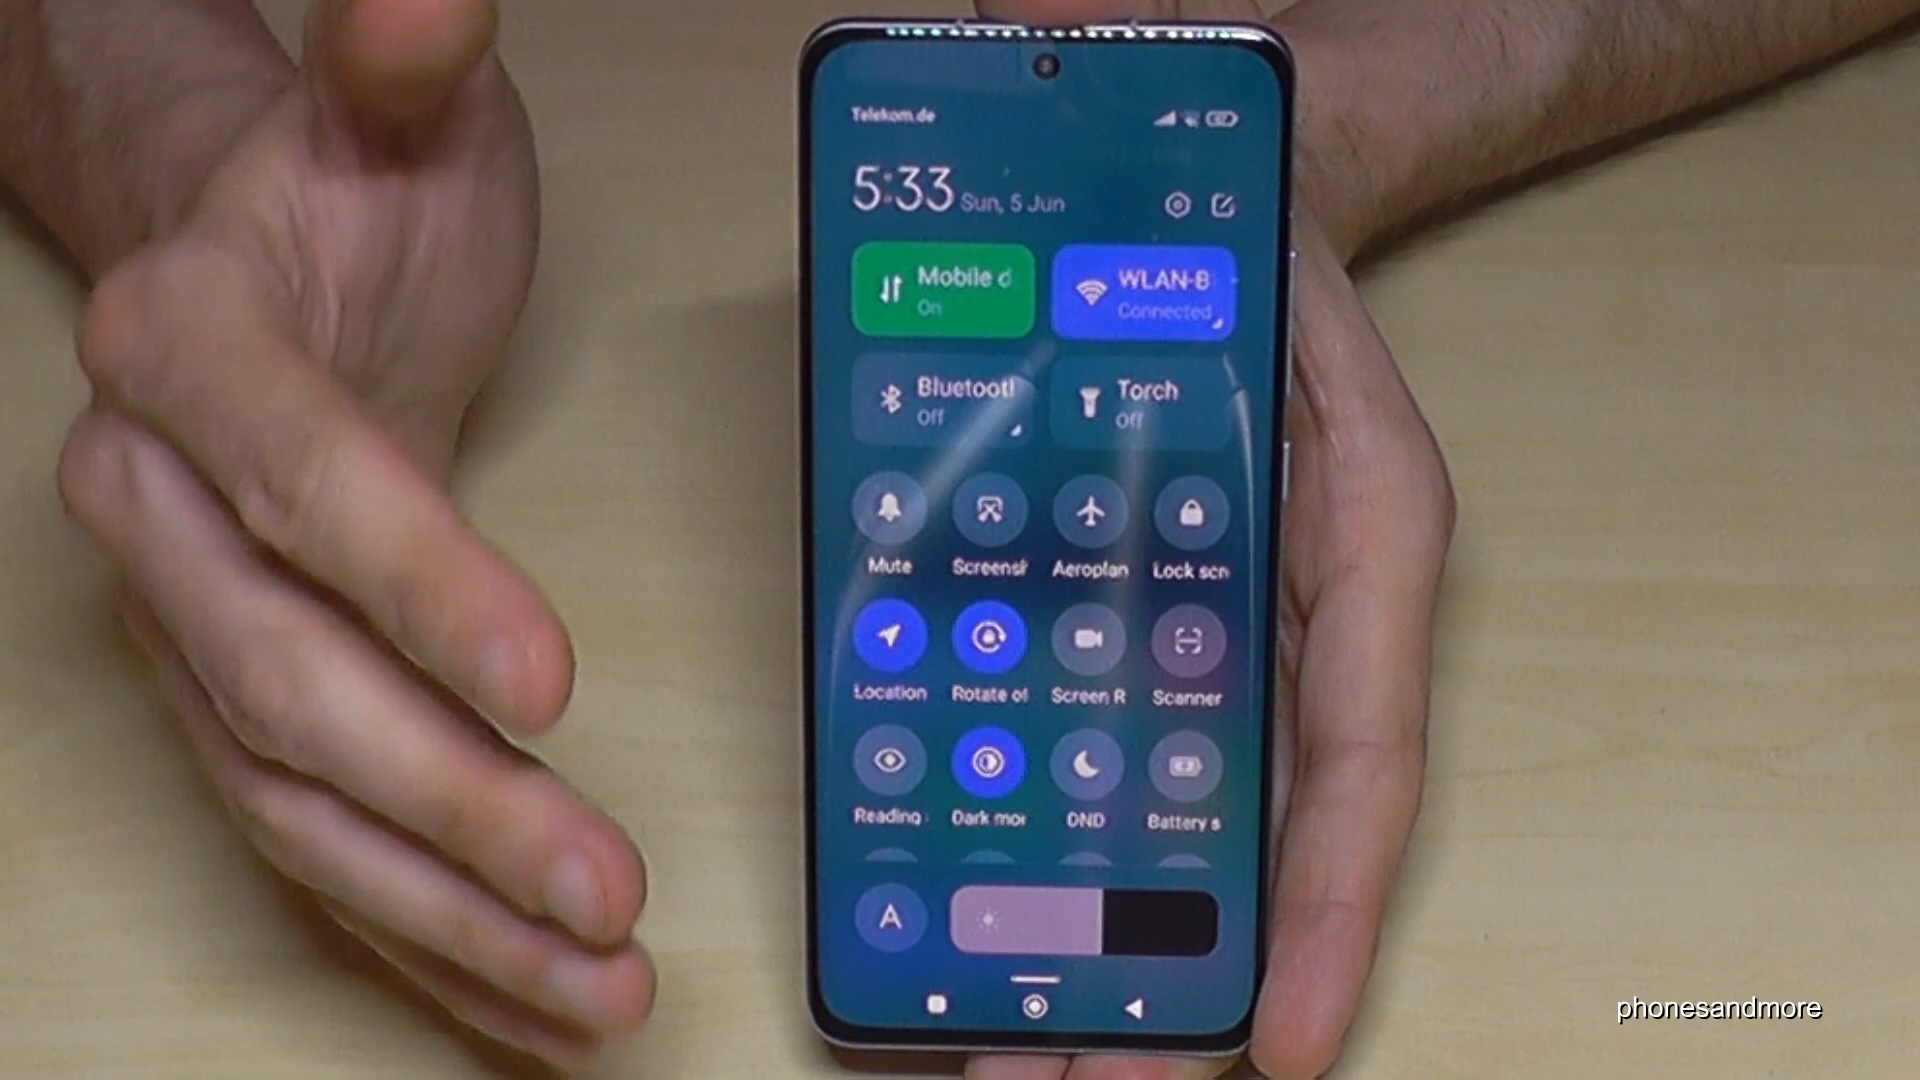 Telekom.de
5:33 Sun, 5 Jun
Mobile d
On
WLAN-B
Connected
Bluetootl
Off
Torch
Off
Mute Screensh Aeroplan Lock scr
Location Rotate of Screen R Scanner
Reading Dark mo DND Battery s
A
phonesandmore